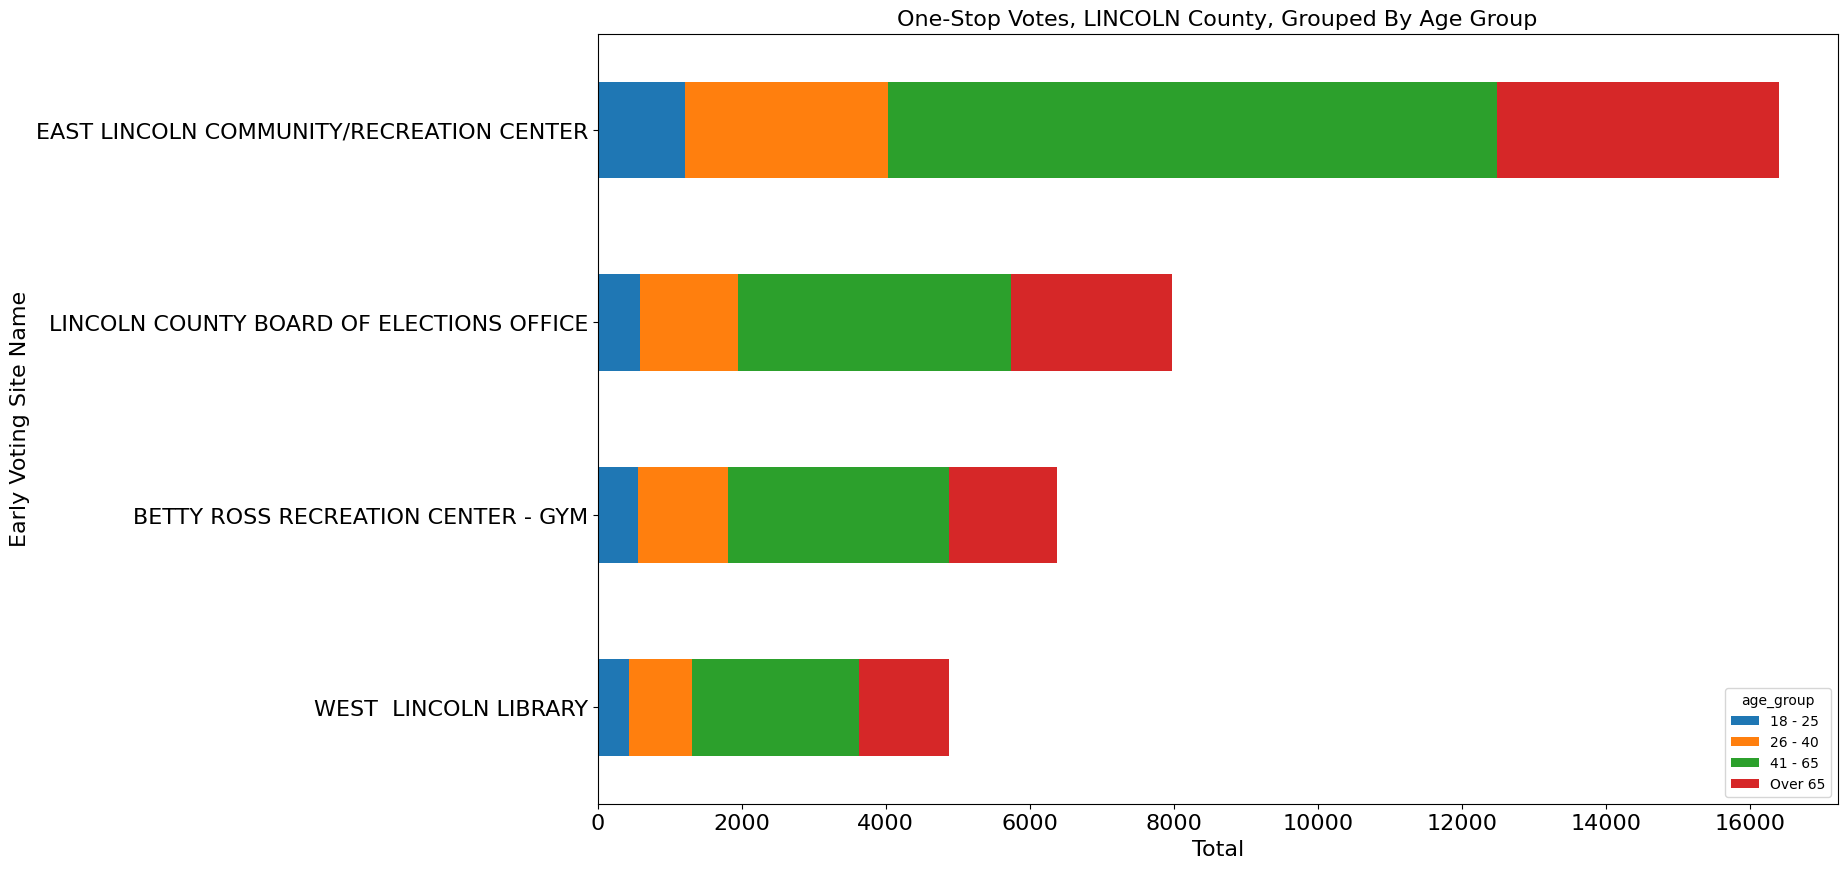 One-Stop Votes, LINCOLN County, Grouped By Age Group
Early Voting Site Name
EAST LINCOLN COMMUNITY/RECREATION CENTER
LINCOLN COUNTY BOARD OF ELECTIONS OFFICE
BETTY ROSS RECREATION CENTER - GYM
WEST  LINCOLN LIBRARY
age_group
18 - 25
26 - 40
41 - 65
Over 65
0 2000 4000 6000 8000 10000 12000 14000 16000
Total